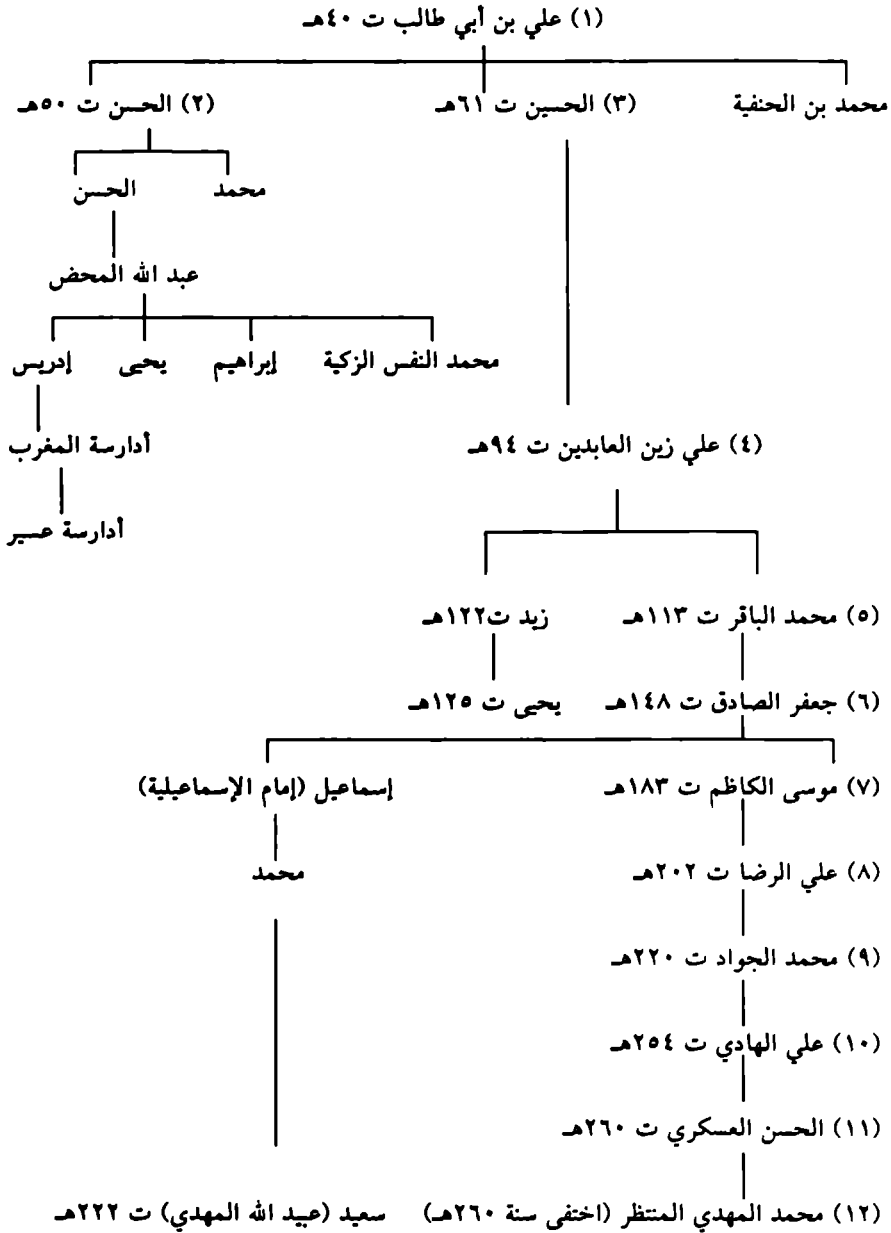 (١) علي بن أبي طالب ت ٤٠هـ
محمد بن الحنفية (٣) الحسين ت ٦١هـ (٢) الحسن ت ٥٠هـ
محمد الحسن
عبد الله المحض
محمد النفس الزكية إبراهيم يحيى إدريس
(٤) علي زين العابدين ت ٩٤هـ أدارسة المغرب
أدارسة عسير
(٥) محمد الباقر ت ١١٣هـ زيد ت١٢٢هـ
(٦) جعفر الصادق ت ١٤٨هـ يحيى ت ١٢٥هـ
(٧) موسى الكاظم ت ١٨٣هـ إسماعيل (إمام الإسماعيلية)
(٨) علي الرضا ت ٢٠٢هـ محمد
(٩) محمد الجواد ت ٢٢٠هـ
(١٠) علي الهادي ت ٢٥٤هـ
(١١) الحسن العسكري ت ٢٦٠هـ
(١٢) محمد المهدي المنتظر (اختفى سنة ٢٦٠هـ) سعيد (عبيد الله المهدي) ت ٢٢٢هـ